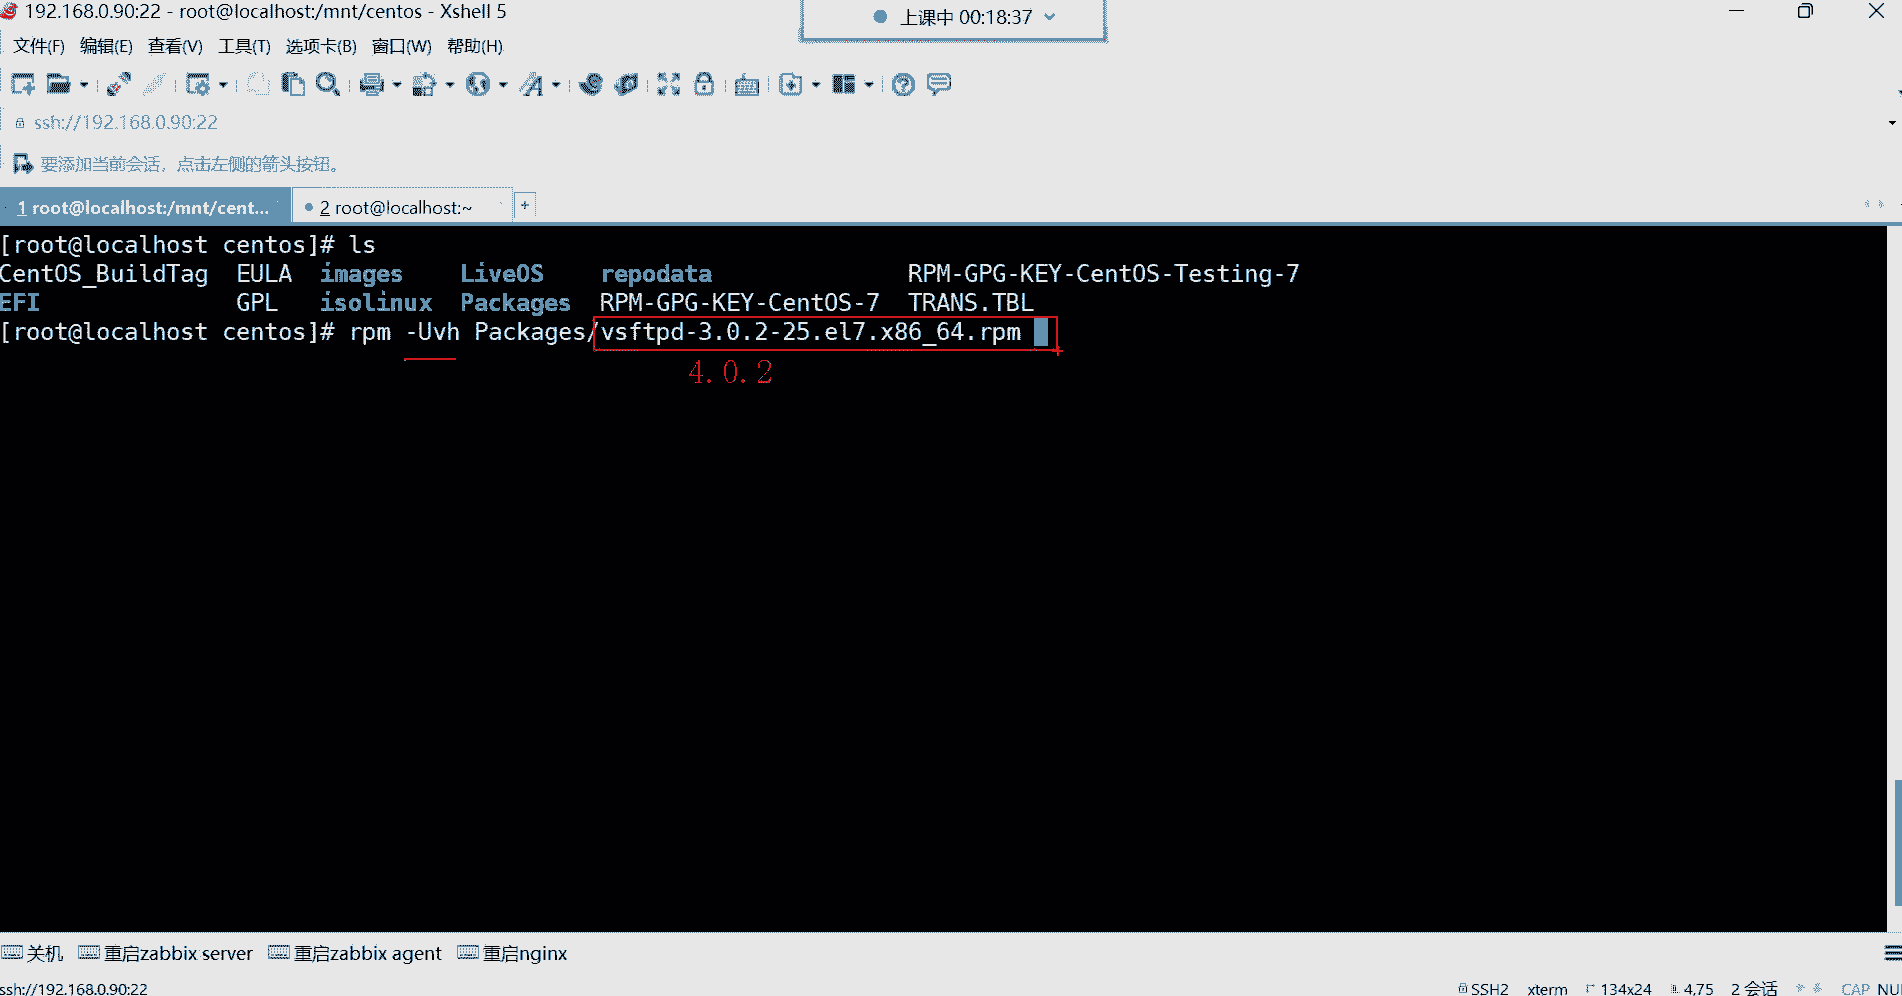 192.168.0.90:22 - root@localhost:/mnt/centos - Xshell 5
上课中 00:18:37
文件(F) 编辑(E) 查看(V) 工具(T) 选项卡(B) 窗口(W) 帮助(H)
ssh://192.168.0.90:22
要添加当前会话，点击左侧的箭头按钮。
1 root@localhost:/mnt/cent... 2 root@localhost:~ +
[root@localhost centos]# ls
CentOS_BuildTag EULA images LiveOS repodata RPM-GPG-KEY-CentOS-Testing-7
EFI GPL isolinux Packages RPM-GPG-KEY-CentOS-7 TRANS.TBL
[root@localhost centos]# rpm -Uvh Packages/vsftpd-3.0.2-25.el7.x86_64.rpm
4.0.2
关机 重启zabbix server 重启zabbix agent 重启nginx
ssh://192.168.0.90:22 SSH2 xterm 134x24 4,75 2 会话 CAP NU